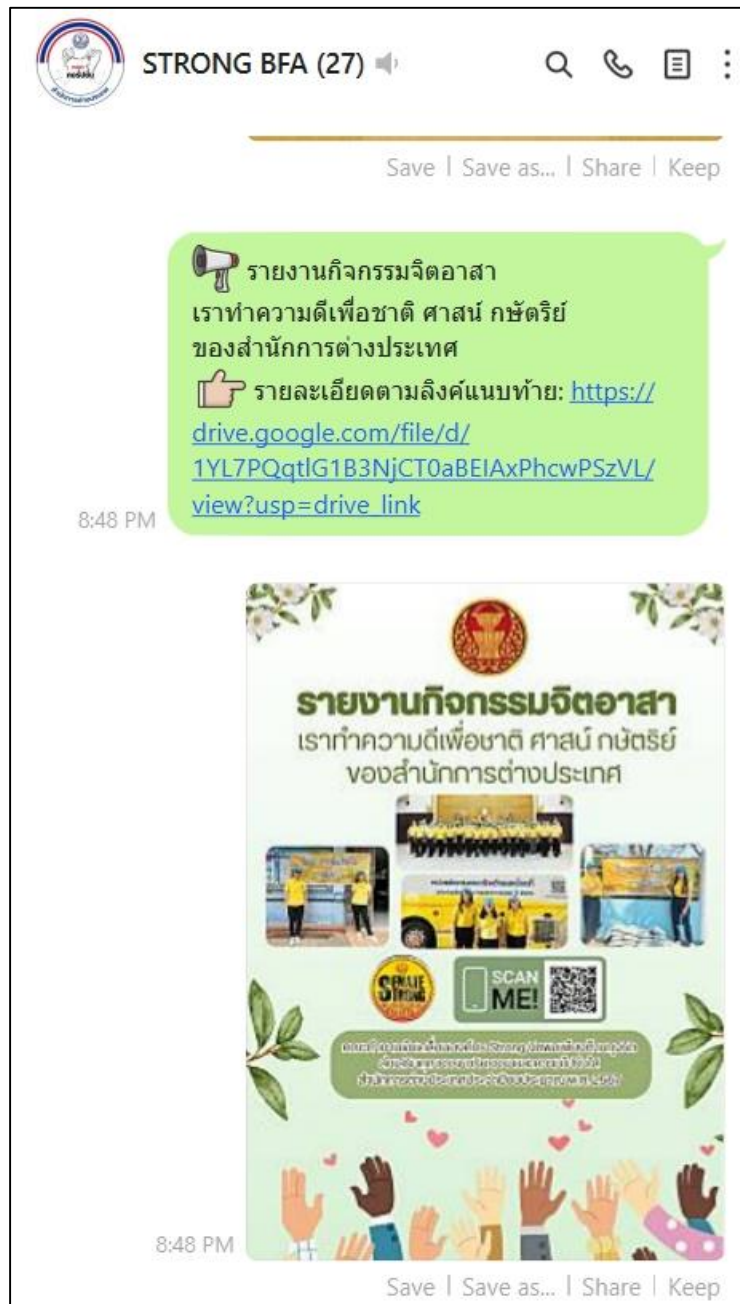 STRONG BFA (27)
Save | Save as... | Share | Keep
รายงานกิจกรรมจิตอาสา
เราทำความดีเพื่อชาติ ศาสน์ กษัตริย์
ของสำนักการต่างประเทศ
รายละเอียดตามลิงค์แนบท้าย: https://
drive.google.com/file/d/
1YL7PQqtlG1B3NjCT0aBEIAxPhcwPSzVL/
view?usp=drive_link
8:48 PM
รายงานกิจกรรมจิตอาสา
เราทำความดีเพื่อชาติ ศาสน์ กษัตริย์
ของสำนักการต่างประเทศ
SENATE
STRONG
SCAN
ME!
8:48 PM
Save | Save as... | Share | Keep